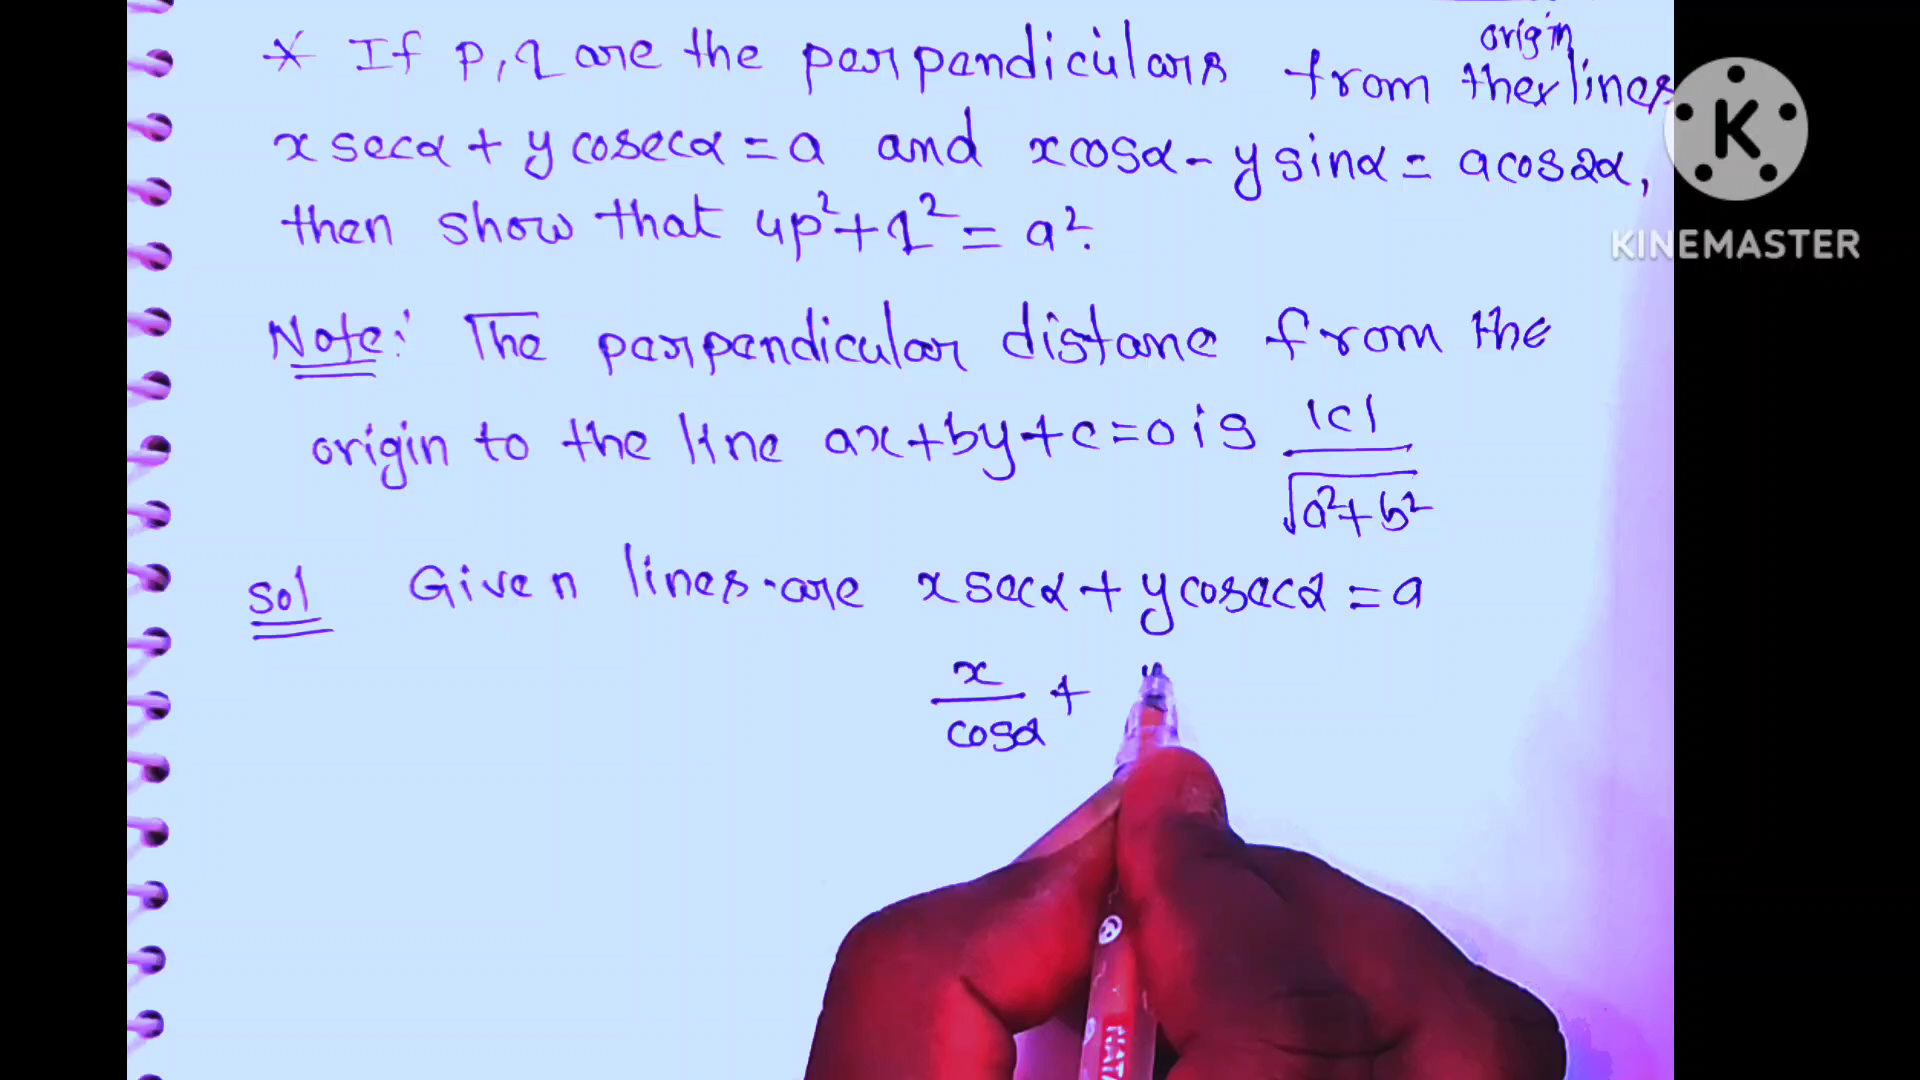 * If p, q are the perpendiculars from the origin lines
x secα + y cosecα = a and x cosα - y sinα = a cos2α,
then show that 4p² + q² = a².
Note: The perpendicular distane from the
origin to the line ax+by+c=0 is |c| / √a²+b²
Sol Given lines are x secα + y cosecα = a
x/cosα +
K
KINEMASTER